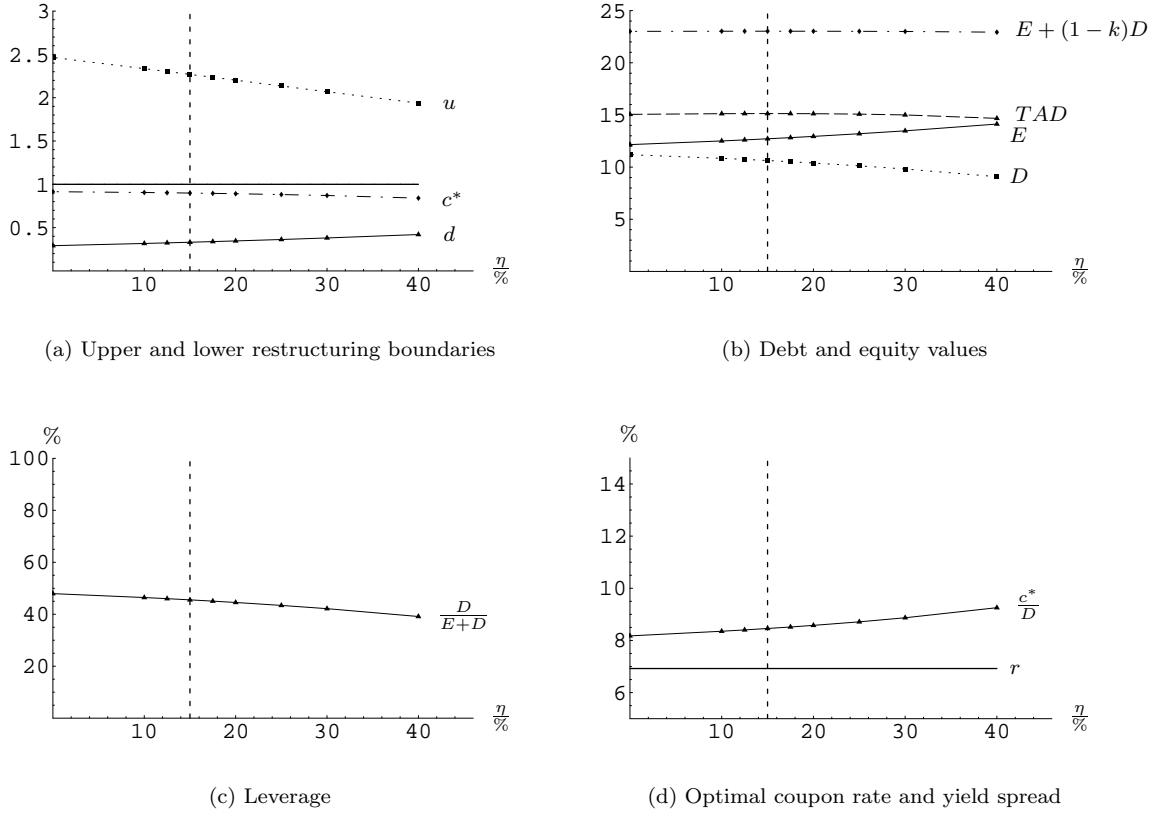 3
2.5
2
1.5
1
0.5
u
c*
d
10 20 30 40
η/%
(a) Upper and lower restructuring boundaries
25
20
15
10
5
E + (1 − k)D
TAD
E
D
10 20 30 40
η/%
(b) Debt and equity values
%
100
80
60
40
20
D/E+D
10 20 30 40
η/%
(c) Leverage
%
14
12
10
8
6
c*/D
r
10 20 30 40
η/%
(d) Optimal coupon rate and yield spread